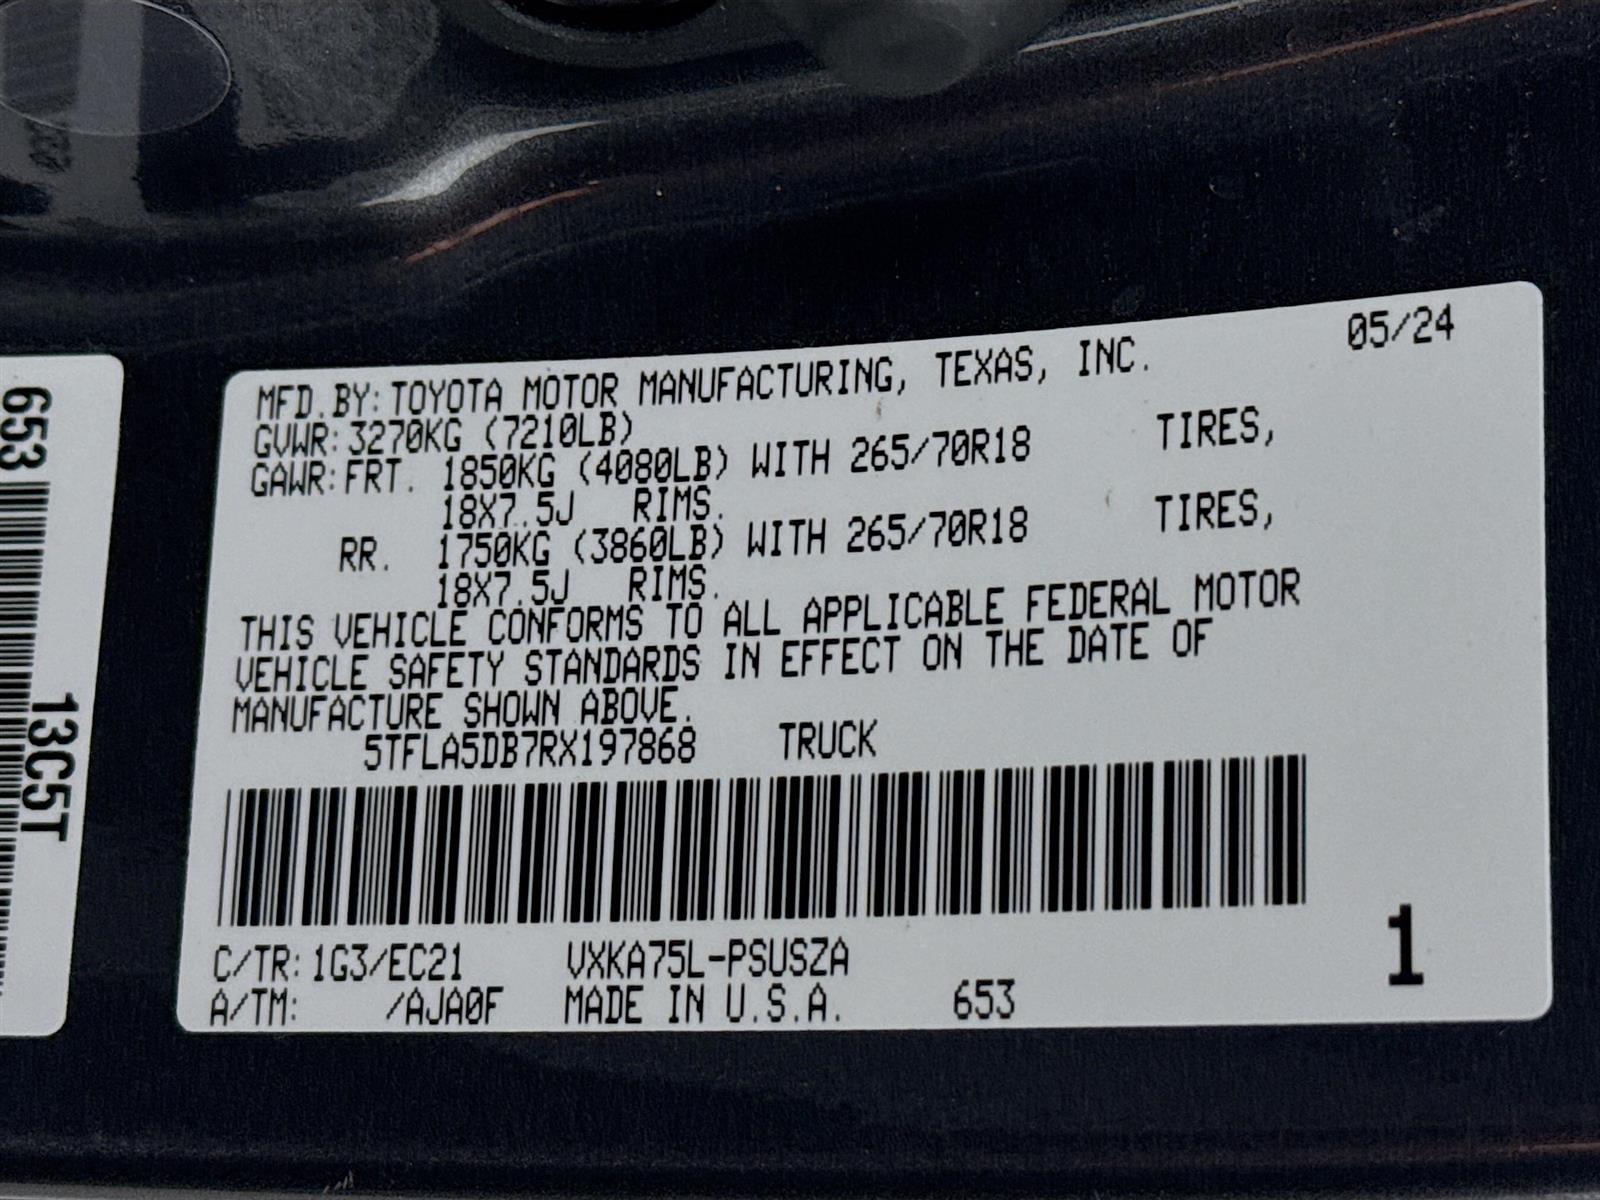 MFD.BY:TOYOTA MOTOR MANUFACTURING, TEXAS, INC. 05/24
GVWR:3270KG (7210LB)
GAWR:FRT. 1850KG (4080LB) WITH 265/70R18 TIRES,
18X7.5J RIMS.
RR. 1750KG (3860LB) WITH 265/70R18 TIRES,
18X7.5J RIMS.
THIS VEHICLE CONFORMS TO ALL APPLICABLE FEDERAL MOTOR
VEHICLE SAFETY STANDARDS IN EFFECT ON THE DATE OF
MANUFACTURE SHOWN ABOVE.
5TFLA5DB7RX197868 TRUCK
C/TR:1G3/EC21 VXKA75L-PSUSZA
A/TM: /AJA0F MADE IN U.S.A. 653
1
653
13C5T